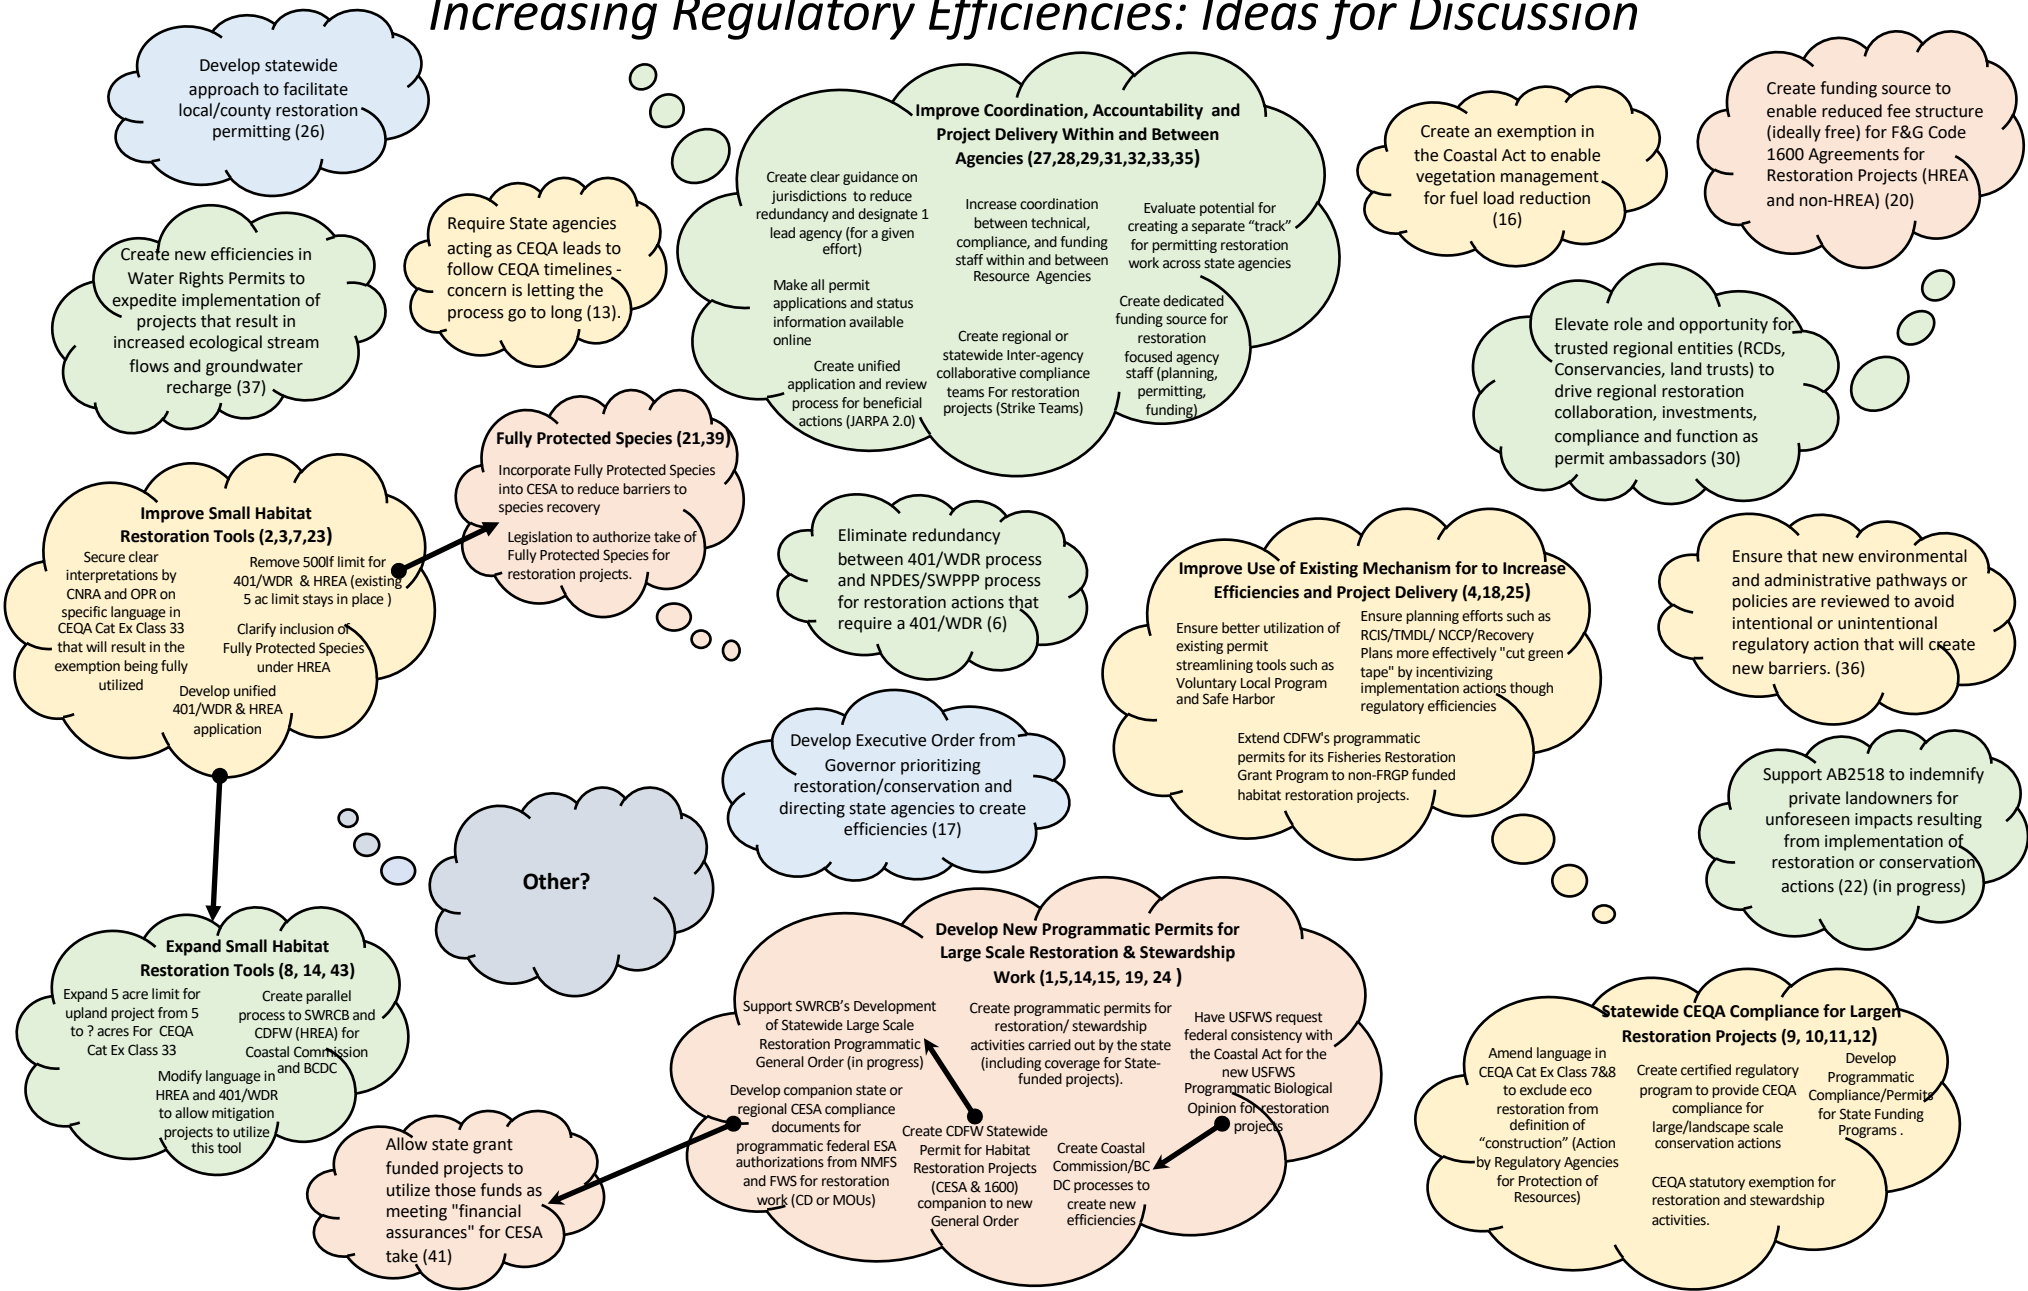 Increasing Regulatory Efficiencies: Ideas for Discussion
Develop statewide
approach to facilitate
local/county restoration
permitting (26)
Create new efficiencies in
Water Rights Permits to
expedite implementation of
projects that result in
increased ecological stream
flows and groundwater
recharge (37)
Require State agencies
acting as CEQA leads to
follow CEQA timelines -
concern is letting the
process go to long (13).
Improve Coordination, Accountability and
Project Delivery Within and Between
Agencies (27,28,29,31,32,33,35)
Create clear guidance on
jurisdictions to reduce
redundancy and designate 1
lead agency (for a given
effort)
Make all permit
applications and status
information available
online
Create unified
application and review
process for beneficial
actions (JARPA 2.0)
Increase coordination
between technical,
compliance, and funding
staff within and between
Resource Agencies
Create regional or
statewide Inter-agency
collaborative compliance
teams For restoration
projects (Strike Teams)
Evaluate potential for
creating a separate “track”
for permitting restoration
work across state agencies
Create dedicated
funding source for
restoration
focused agency
staff (planning,
permitting,
funding)
Create an exemption in
the Coastal Act to enable
vegetation management
for fuel load reduction
(16)
Create funding source to
enable reduced fee structure
(ideally free) for F&G Code
1600 Agreements for
Restoration Projects (HREA
and non-HREA) (20)
Elevate role and opportunity for
trusted regional entities (RCDs,
Conservancies, land trusts) to
drive regional restoration
collaboration, investments,
compliance and function as
permit ambassadors (30)
Fully Protected Species (21,39)
Incorporate Fully Protected Species
into CESA to reduce barriers to
species recovery
Legislation to authorize take of
Fully Protected Species for
restoration projects.
Improve Small Habitat
Restoration Tools (2,3,7,23)
Secure clear
interpretations by
CNRA and OPR on
specific language in
CEQA Cat Ex Class 33
that will result in the
exemption being fully
utilized
Remove 500lf limit for
401/WDR & HREA (existing
5 ac limit stays in place )
Clarify inclusion of
Fully Protected Species
under HREA
Develop unified
401/WDR & HREA
application
Eliminate redundancy
between 401/WDR process
and NPDES/SWPPP process
for restoration actions that
require a 401/WDR (6)
Improve Use of Existing Mechanism for to Increase
Efficiencies and Project Delivery (4,18,25)
Ensure better utilization of
existing permit
streamlining tools such as
Voluntary Local Program
and Safe Harbor
Ensure planning efforts such as
RCIS/TMDL/ NCCP/Recovery
Plans more effectively "cut green
tape" by incentivizing
implementation actions though
regulatory efficiencies
Extend CDFW's programmatic
permits for its Fisheries Restoration
Grant Program to non-FRGP funded
habitat restoration projects.
Ensure that new environmental
and administrative pathways or
policies are reviewed to avoid
intentional or unintentional
regulatory action that will create
new barriers. (36)
Develop Executive Order from
Governor prioritizing
restoration/conservation and
directing state agencies to create
efficiencies (17)
Support AB2518 to indemnify
private landowners for
unforeseen impacts resulting
from implementation of
restoration or conservation
actions (22) (in progress)
Other?
Expand Small Habitat
Restoration Tools (8, 14, 43)
Expand 5 acre limit for
upland project from 5
to ? acres For CEQA
Cat Ex Class 33
Create parallel
process to SWRCB and
CDFW (HREA) for
Coastal Commission
and BCDC
Modify language in
HREA and 401/WDR
to allow mitigation
projects to utilize
this tool
Allow state grant
funded projects to
utilize those funds as
meeting "financial
assurances" for CESA
take (41)
Develop New Programmatic Permits for
Large Scale Restoration & Stewardship
Work (1,5,14,15, 19, 24 )
Support SWRCB’s Development
of Statewide Large Scale
Restoration Programmatic
General Order (in progress)
Develop companion state or
regional CESA compliance
documents for
programmatic federal ESA
authorizations from NMFS
and FWS for restoration
work (CD or MOUs)
Create programmatic permits for
restoration/ stewardship
activities carried out by the state
(including coverage for State-
funded projects).
Create CDFW Statewide
Permit for Habitat
Restoration Projects
(CESA & 1600)
companion to new
General Order
Have USFWS request
federal consistency with
the Coastal Act for the
new USFWS
Programmatic Biological
Opinion for restoration
projects
Create Coastal
Commission/BC
DC processes to
create new
efficiencies
Statewide CEQA Compliance for Larger
Restoration Projects (9, 10,11,12)
Amend language in
CEQA Cat Ex Class 7&8
to exclude eco
restoration from
definition of
“construction” (Action
by Regulatory Agencies
for Protection of
Resources)
Create certified regulatory
program to provide CEQA
compliance for
large/landscape scale
conservation actions
Develop
Programmatic
Compliance/Permits
for State Funding
Programs .
CEQA statutory exemption for
restoration and stewardship
activities.